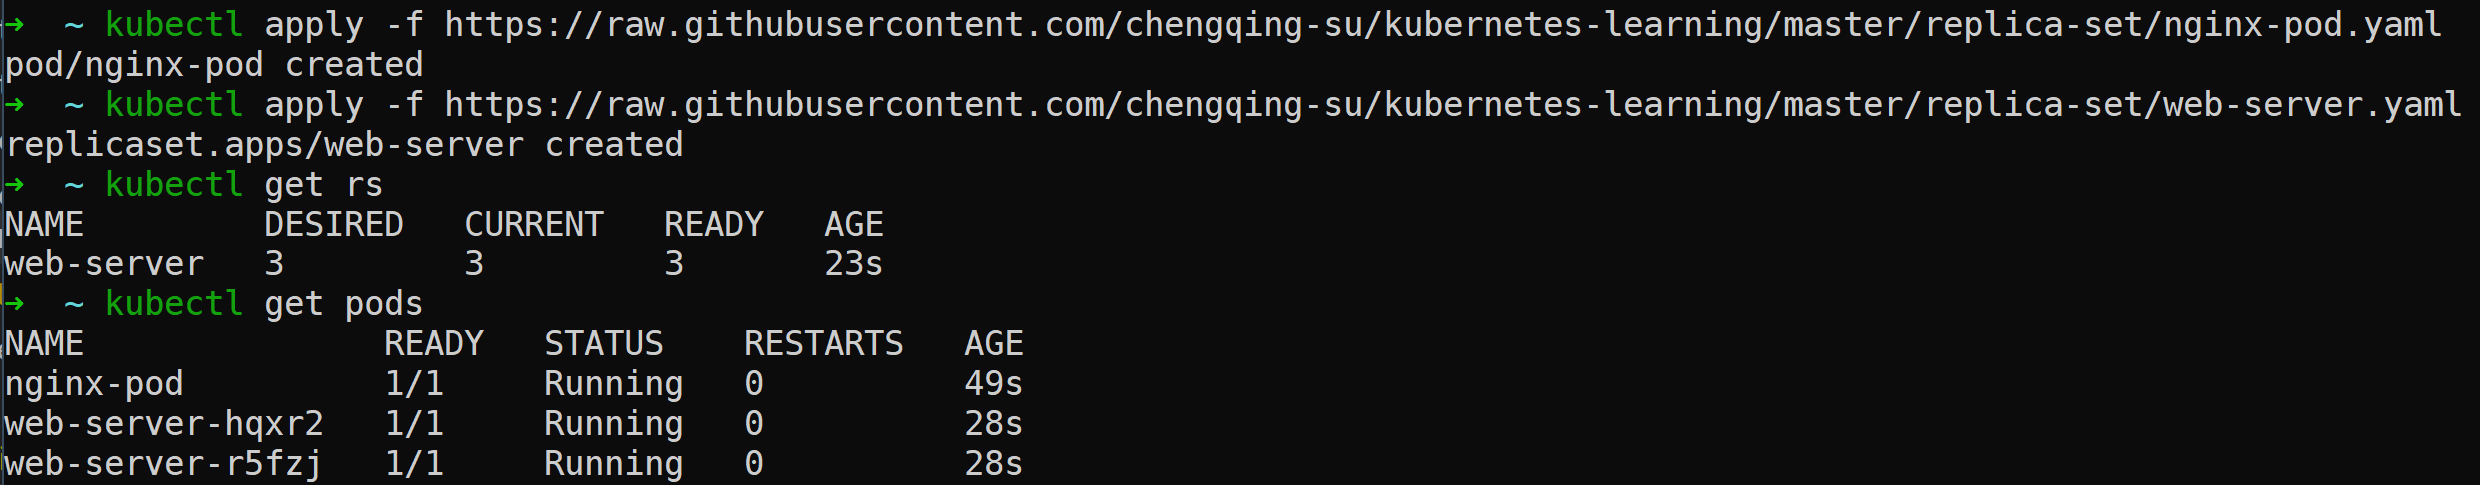 ➜  ~ kubectl apply -f https://raw.githubusercontent.com/chengqing-su/kubernetes-learning/master/replica-set/nginx-pod.yaml
pod/nginx-pod created
➜  ~ kubectl apply -f https://raw.githubusercontent.com/chengqing-su/kubernetes-learning/master/replica-set/web-server.yaml
replicaset.apps/web-server created
➜  ~ kubectl get rs
NAME         DESIRED   CURRENT   READY   AGE
web-server   3         3         3       23s
➜  ~ kubectl get pods
NAME               READY   STATUS    RESTARTS   AGE
nginx-pod          1/1     Running   0          49s
web-server-hqxr2   1/1     Running   0          28s
web-server-r5fzj   1/1     Running   0          28s